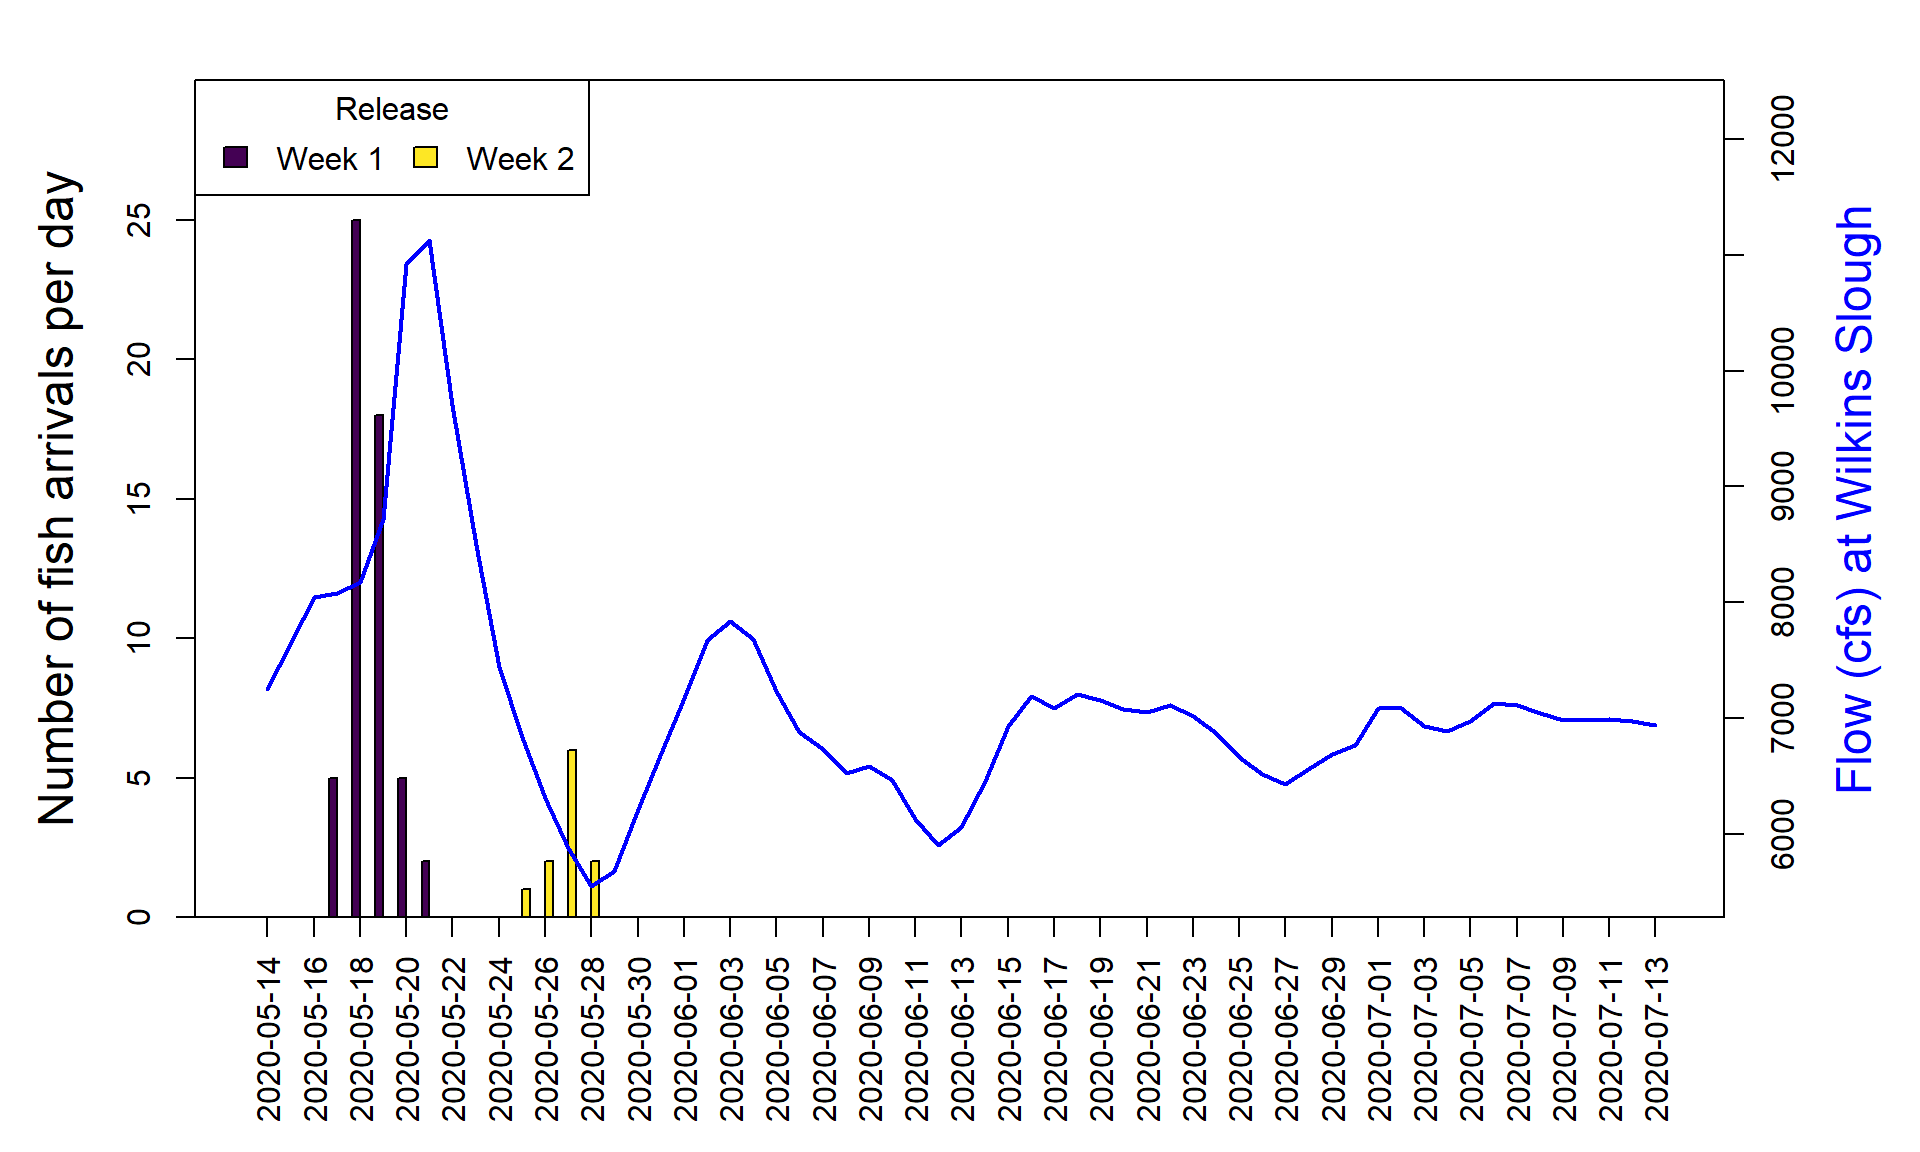 Release
Week 1 Week 2
Number of fish arrivals per day
0 5 10 15 20 25
6000 7000 8000 9000 10000 12000
Flow (cfs) at Wilkins Slough
2020-05-14 2020-05-16 2020-05-18 2020-05-20 2020-05-22 2020-05-24 2020-05-26 2020-05-28 2020-05-30 2020-06-01 2020-06-03 2020-06-05 2020-06-07 2020-06-09 2020-06-11 2020-06-13 2020-06-15 2020-06-17 2020-06-19 2020-06-21 2020-06-23 2020-06-25 2020-06-27 2020-06-29 2020-07-01 2020-07-03 2020-07-05 2020-07-07 2020-07-09 2020-07-11 2020-07-13